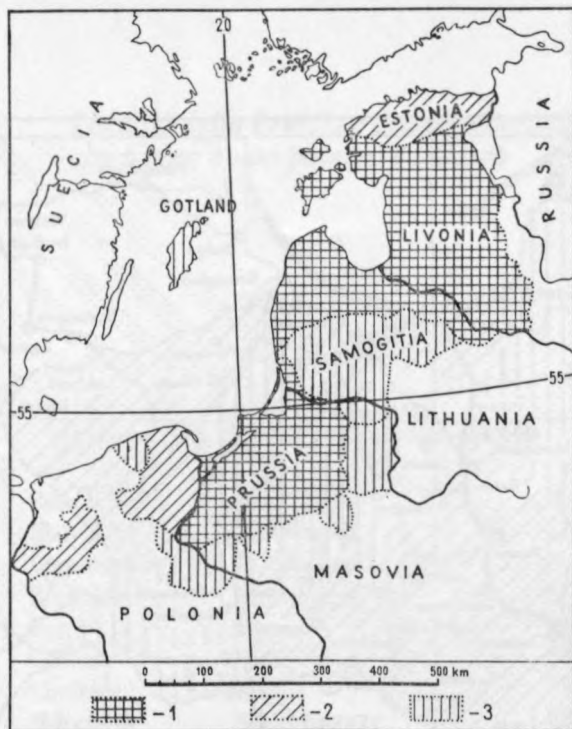 20
SUECIA
ESTONIA
RUSSIA
GOTLAND
LIVONIA
SAMOGITIA
55
55
LITHUANIA
PRUSSIA
MASOVIA
POLONIA
0 100 200 300 400 500 km
-1 -2 -3